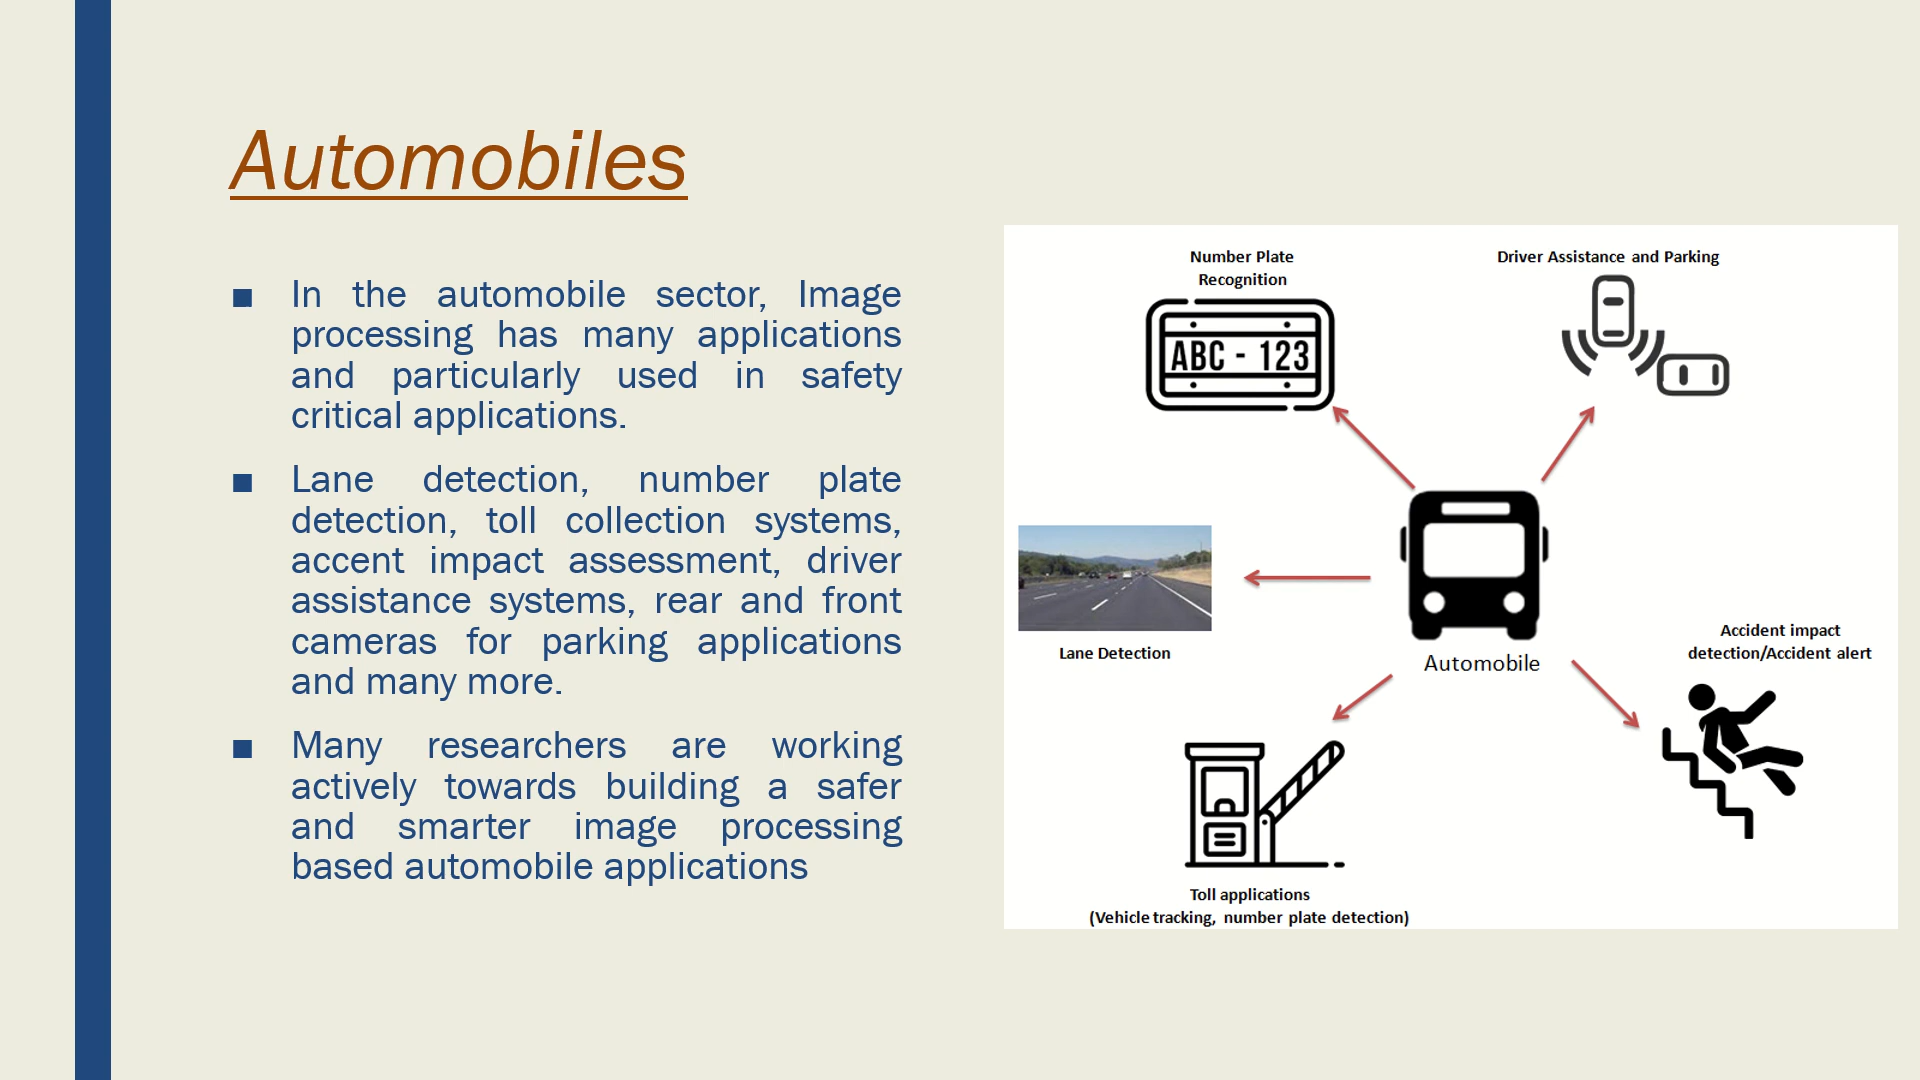 Automobiles
■ In the automobile sector, Image
processing has many applications
and particularly used in safety
critical applications.
■ Lane detection, number plate
detection, toll collection systems,
accent impact assessment, driver
assistance systems, rear and front
cameras for parking applications
and many more.
■ Many researchers are working
actively towards building a safer
and smarter image processing
based automobile applications
Number Plate
Recognition
ABC - 123
Driver Assistance and Parking
Lane Detection
Automobile
Accident impact
detection/Accident alert
Toll applications
(Vehicle tracking, number plate detection)